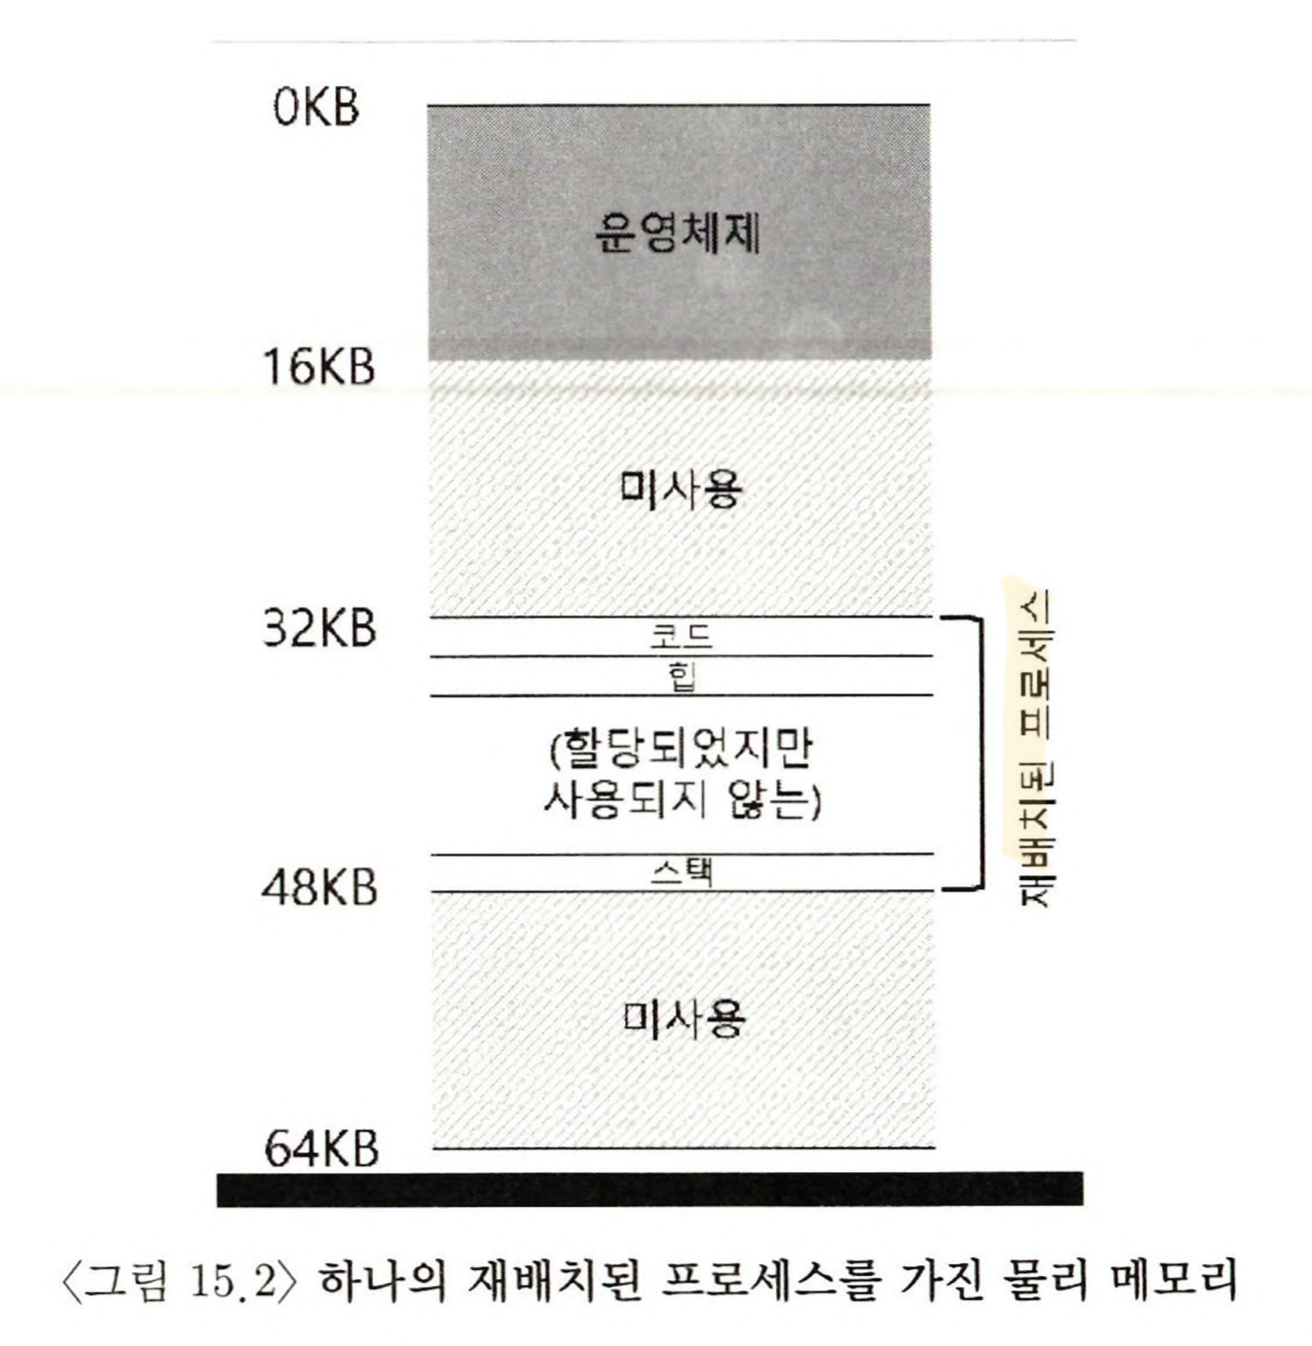 0KB
운영체제
16KB
미사용
32KB
코드
힙
(할당되었지만
사용되지 않는)
스택
48KB
재배치된 프로세스
미사용
64KB
〈그림 15.2〉 하나의 재배치된 프로세스를 가진 물리 메모리